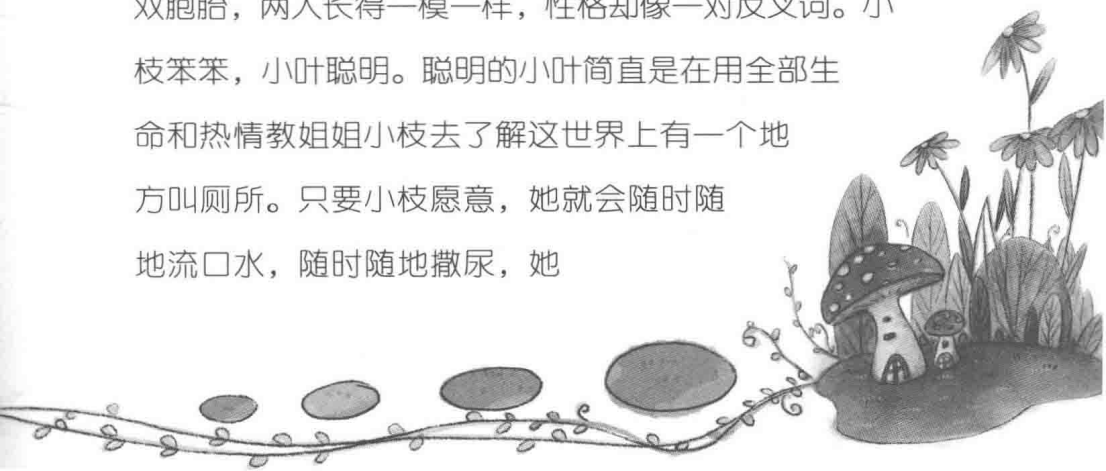 双胞胎，两人长得一模一样，性格却像一对反义词。小
枝笨笨，小叶聪明。聪明的小叶简直是在用全部生
命和热情教姐姐小枝去了解这世界上有一个地
方叫厕所。只要小枝愿意，她就会随时随
地流口水，随时随地撒尿，她